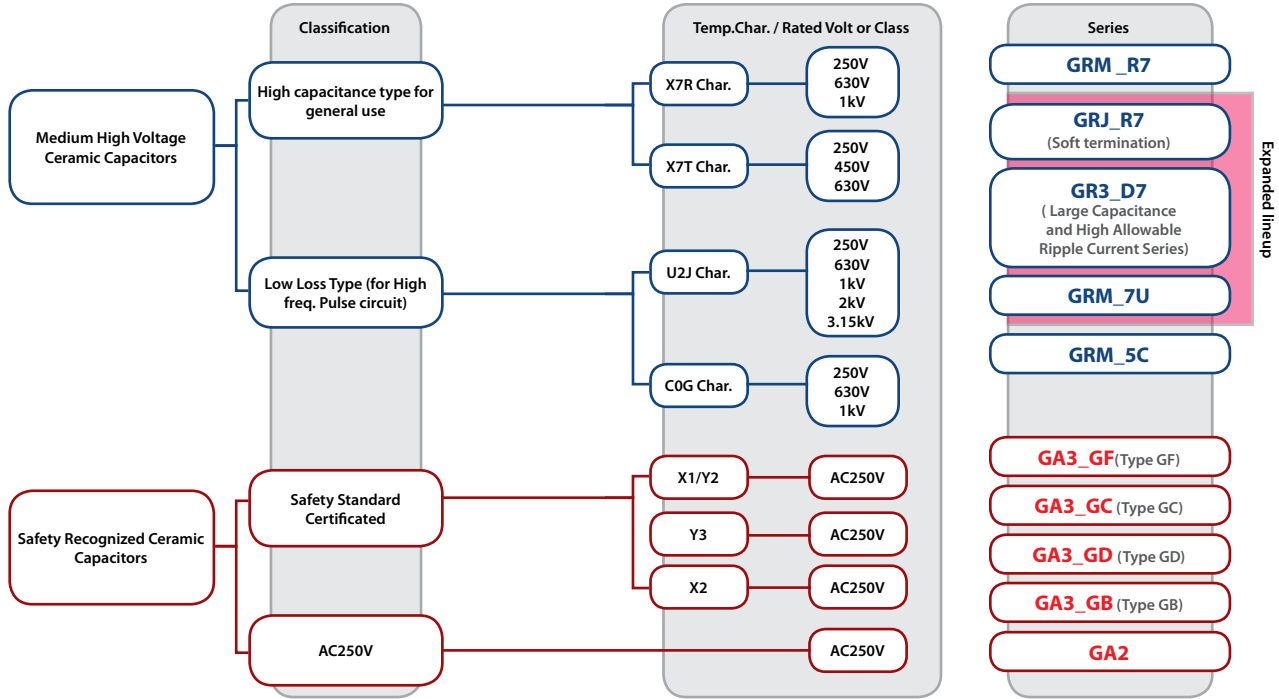 Classification
Temp.Char. / Rated Volt or Class
Series
Medium High Voltage
Ceramic Capacitors
High capacitance type for
general use
X7R Char.
250V
630V
1kV
X7T Char.
250V
450V
630V
Low Loss Type (for High
freq. Pulse circuit)
U2J Char.
250V
630V
1kV
2kV
3.15kV
C0G Char.
250V
630V
1kV
GRM _R7
GRJ_R7
(Soft termination)
GR3_D7
( Large Capacitance
and High Allowable
Ripple Current Series)
GRM_7U
Expanded lineup
GRM_5C
Safety Recognized Ceramic
Capacitors
Safety Standard
Certificated
X1/Y2
AC250V
Y3
AC250V
X2
AC250V
AC250V
AC250V
GA3_GF(Type GF)
GA3_GC (Type GC)
GA3_GD (Type GD)
GA3_GB (Type GB)
GA2